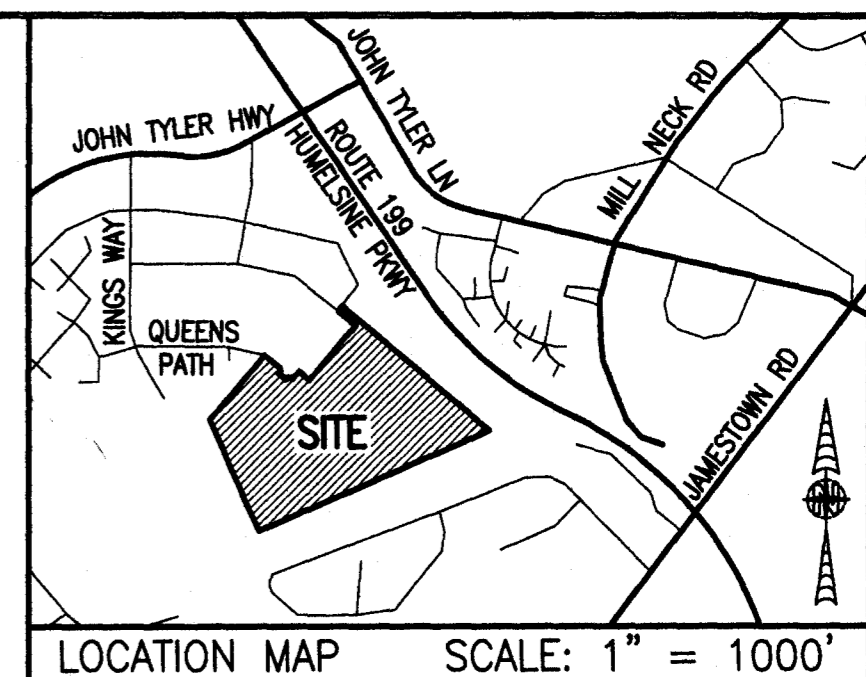 JOHN TYLER HWY
JOHN TYLER LN
ROUTE 199
HUMELSINE PKWY
MILL NECK RD
KINGS WAY
QUEENS
PATH
SITE
JAMESTOWN RD
LOCATION MAP SCALE: 1" = 1000'